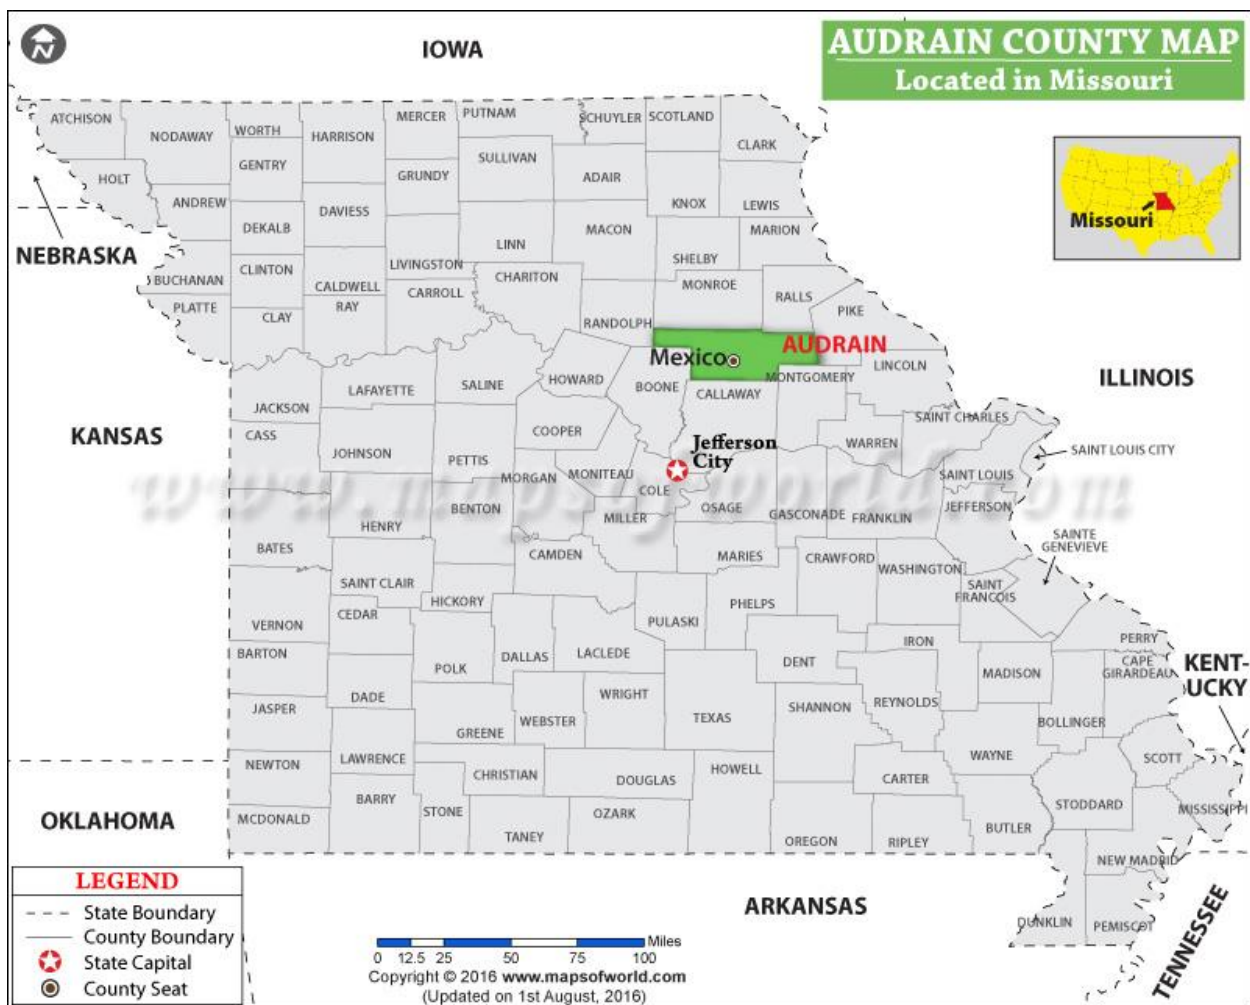 AUDRAIN COUNTY MAP
Located in Missouri
N
IOWA
ATCHISON
NODAWAY
WORTH
HARRISON
MERCER
PUTNAM
SCHUYLER
SCOTLAND
CLARK
HOLT
GENTRY
GRUNDY
SULLIVAN
ADAIR
KNOX
LEWIS
Missouri
ANDREW
DEKALB
DAVIESS
LINN
MACON
SHELBY
MARION
NEBRASKA
BUCHANAN
CLINTON
CALDWELL
LIVINGSTON
CHARITON
MONROE
RALLS
PIKE
PLATTE
CLAY
RAY
CARROLL
RANDOLPH
AUDRAIN
Mexico
LINCOLN
ILLINOIS
JACKSON
LAFAYETTE
SALINE
HOWARD
BOONE
CALLAWAY
MONTGOMERY
KANSAS
CASS
JOHNSON
PETTIS
COOPER
Jefferson
City
WARREN
SAINT CHARLES
SAINT LOUIS CITY
MORGAN
MONITEAU
COLE
OSAGE
GASCONADE
FRANKLIN
SAINT LOUIS
JEFFERSON
www.mapsofworld.com
HENRY
BENTON
MILLER
SAINTE
GENEVIEVE
BATES
SAINT CLAIR
CAMDEN
MARIES
CRAWFORD
WASHINGTON
SAINT
FRANCOIS
VERNON
CEDAR
HICKORY
PULASKI
PHELPS
IRON
PERRY
BARTON
POLK
DALLAS
LACLEDE
DENT
MADISON
CAPE
GIRARDEAU
KENT-
UCKY
JASPER
DADE
GREENE
WEBSTER
WRIGHT
TEXAS
SHANNON
REYNOLDS
BOLLINGER
NEWTON
LAWRENCE
CHRISTIAN
DOUGLAS
HOWELL
CARTER
WAYNE
SCOTT
OKLAHOMA
MCDONALD
BARRY
STONE
TANEY
OZARK
OREGON
RIPLEY
BUTLER
STODDARD
MISSISSIPPI
NEW MADRID
DUNKLIN
PEMISCOT
ARKANSAS
TENNESSEE
LEGEND
State Boundary
County Boundary
State Capital
County Seat
0 12.5 25 50 75 100 Miles
Copyright © 2016 www.mapsofworld.com
(Updated on 1st August, 2016)